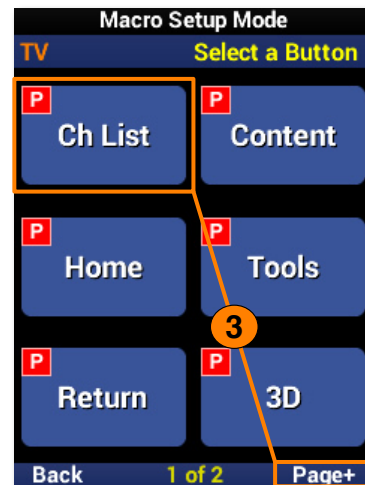 Macro Setup Mode
TV Select a Button
P P
Ch List Content
P P
Home Tools
3
P P
Return 3D
Back 1 of 2 Page+